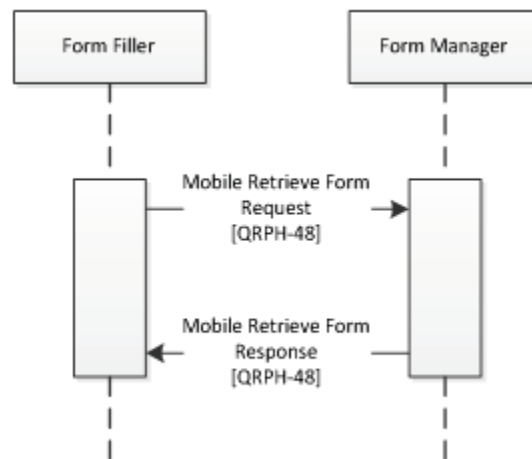 Form Filler
Form Manager
Mobile Retrieve Form
Request
[QRPH-48]
Mobile Retrieve Form
Response
[QRPH-48]